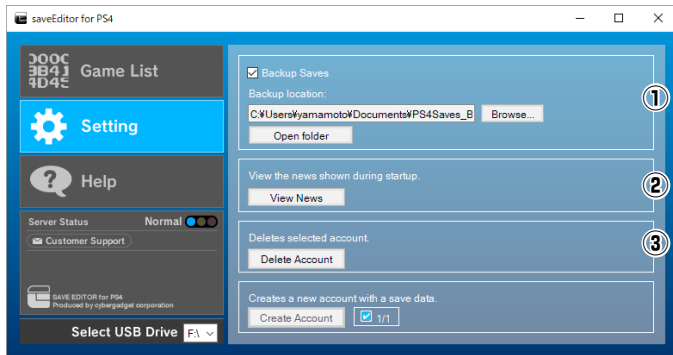 saveEditor for PS4
000C
3B41
4D45
Game List
Setting
Help
Server Status Normal
Customer Support
SAVE EDITOR for PS4
Produced by cybergadget corporation
Select USB Drive F:\
Backup Saves
Backup location:
C:¥Users¥yamamoto¥Documents¥PS4Saves_B Browse...
Open folder
①
View the news shown during startup.
View News
②
Deletes selected account.
Delete Account
③
Creates a new account with a save data.
Create Account 1/1